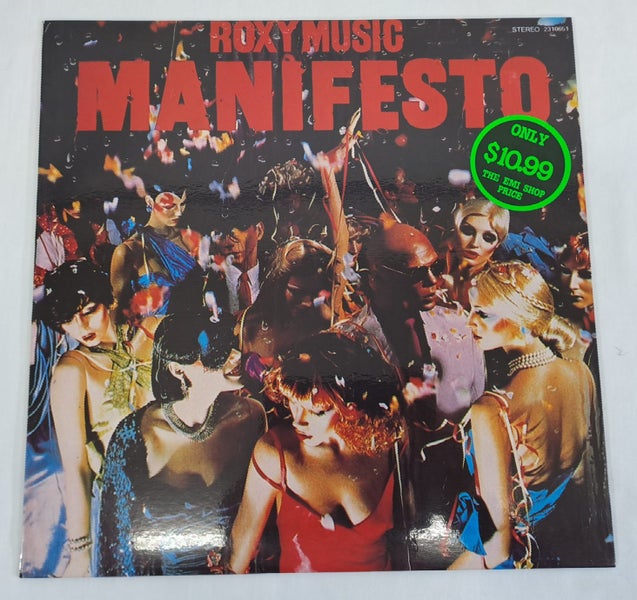 ROXY MUSIC
STEREO 2310651
MANIFESTO
ONLY
$10.99
THE EMI SHOP
PRICE